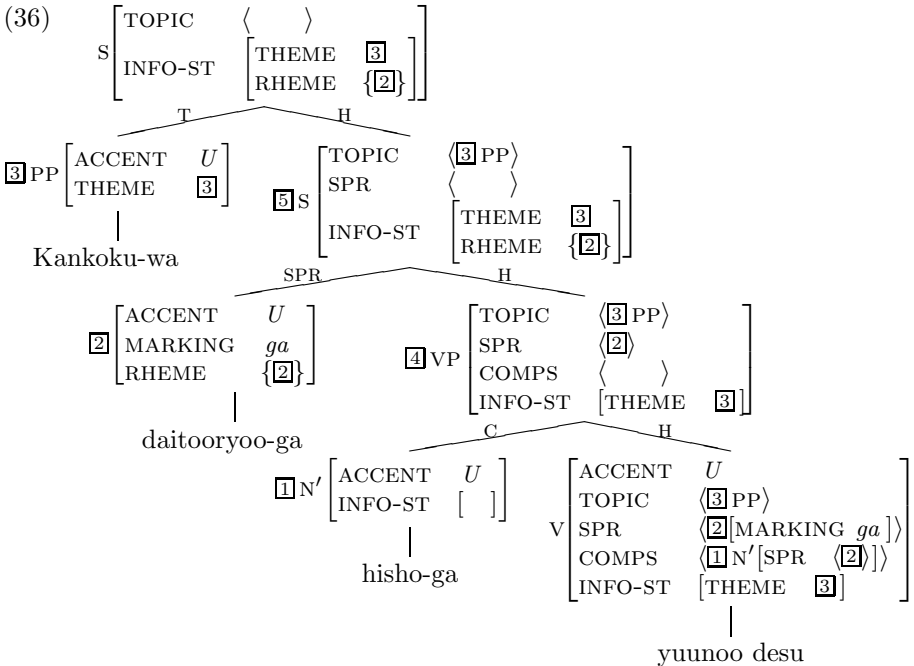 (36)
S [TOPIC ⟨ ⟩
INFO-ST [THEME 3
RHEME {2}]]
T H
3 PP [ACCENT U
THEME 3]
5 S [TOPIC ⟨3 PP⟩
SPR ⟨ ⟩
INFO-ST [THEME 3
RHEME {2}]]
Kankoku-wa
SPR H
2 [ACCENT U
MARKING ga
RHEME {2}]
4 VP [TOPIC ⟨3 PP⟩
SPR ⟨2⟩
COMPS ⟨ ⟩
INFO-ST [THEME 3]]
daitooryoo-ga
C H
1 N′ [ACCENT U
INFO-ST [ ]]
V [ACCENT U
TOPIC ⟨3 PP⟩
SPR ⟨2[MARKING ga]⟩
COMPS ⟨1 N′[SPR ⟨2⟩]⟩
INFO-ST [THEME 3]]
hisho-ga
yuunoo desu